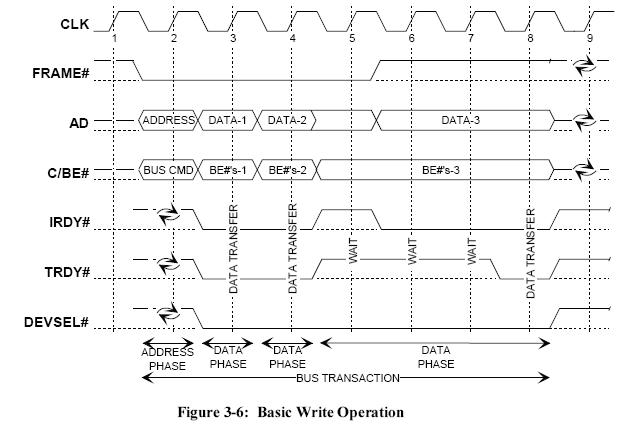 CLK
1 2 3 4 5 6 7 8 9
FRAME#
AD
ADDRESS DATA-1 DATA-2 DATA-3
C/BE#
BUS CMD BE#'s-1 BE#'s-2 BE#'s-3
IRDY#
TRDY#
DATA TRANSFER
DATA TRANSFER
WAIT
WAIT
WAIT
DATA TRANSFER
DEVSEL#
ADDRESS
PHASE
DATA
PHASE
DATA
PHASE
DATA
PHASE
BUS TRANSACTION
Figure 3-6: Basic Write Operation